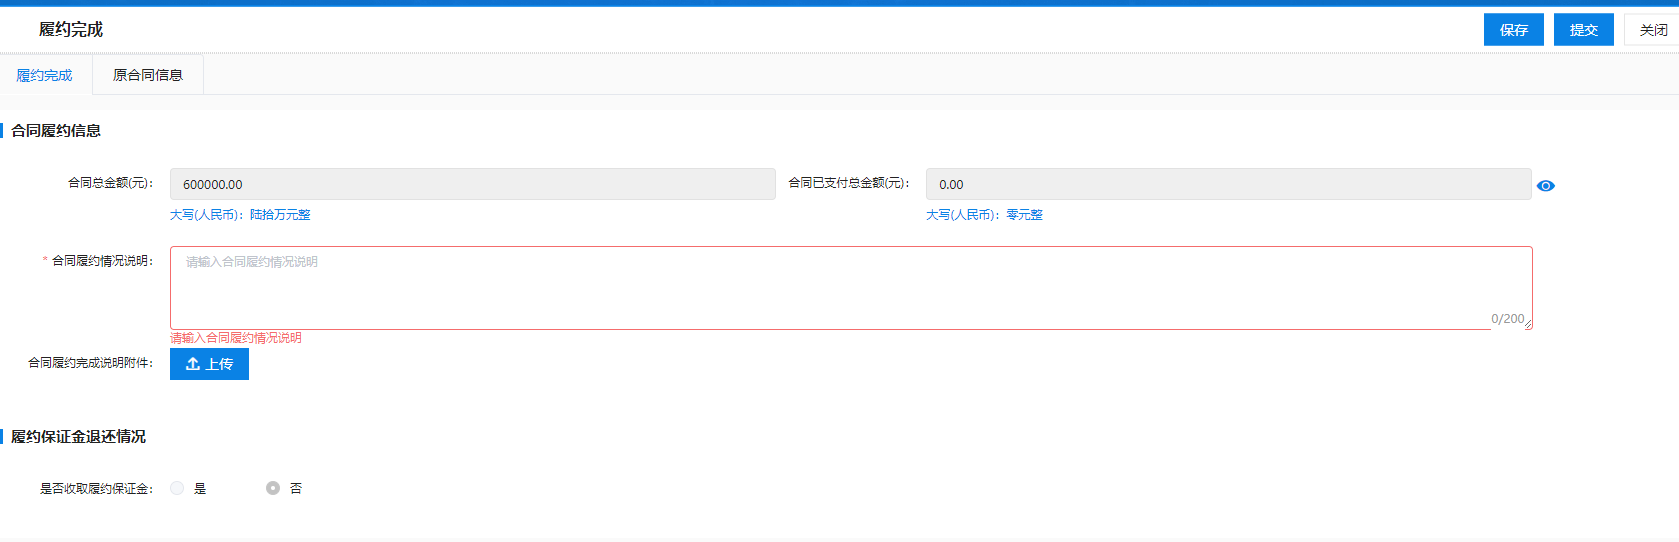 履约完成
保存
提交
关闭
履约完成
原合同信息
合同履约信息
合同总金额(元)：
600000.00
合同已支付总金额(元)：
0.00
大写(人民币)：陆拾万元整
大写(人民币)：零元整
* 合同履约情况说明：
请输入合同履约情况说明
0/200
请输入合同履约情况说明
合同履约完成说明附件：
上传
履约保证金退还情况
是否收取履约保证金：
是
否